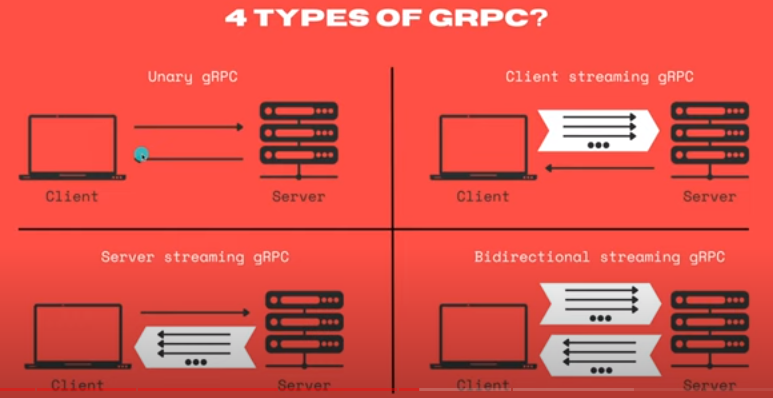 4 TYPES OF GRPC?
Unary gRPC
Client streaming gRPC
Client
Server
Client
Server
Server streaming gRPC
Bidirectional streaming gRPC
Client
Server
Client
Server